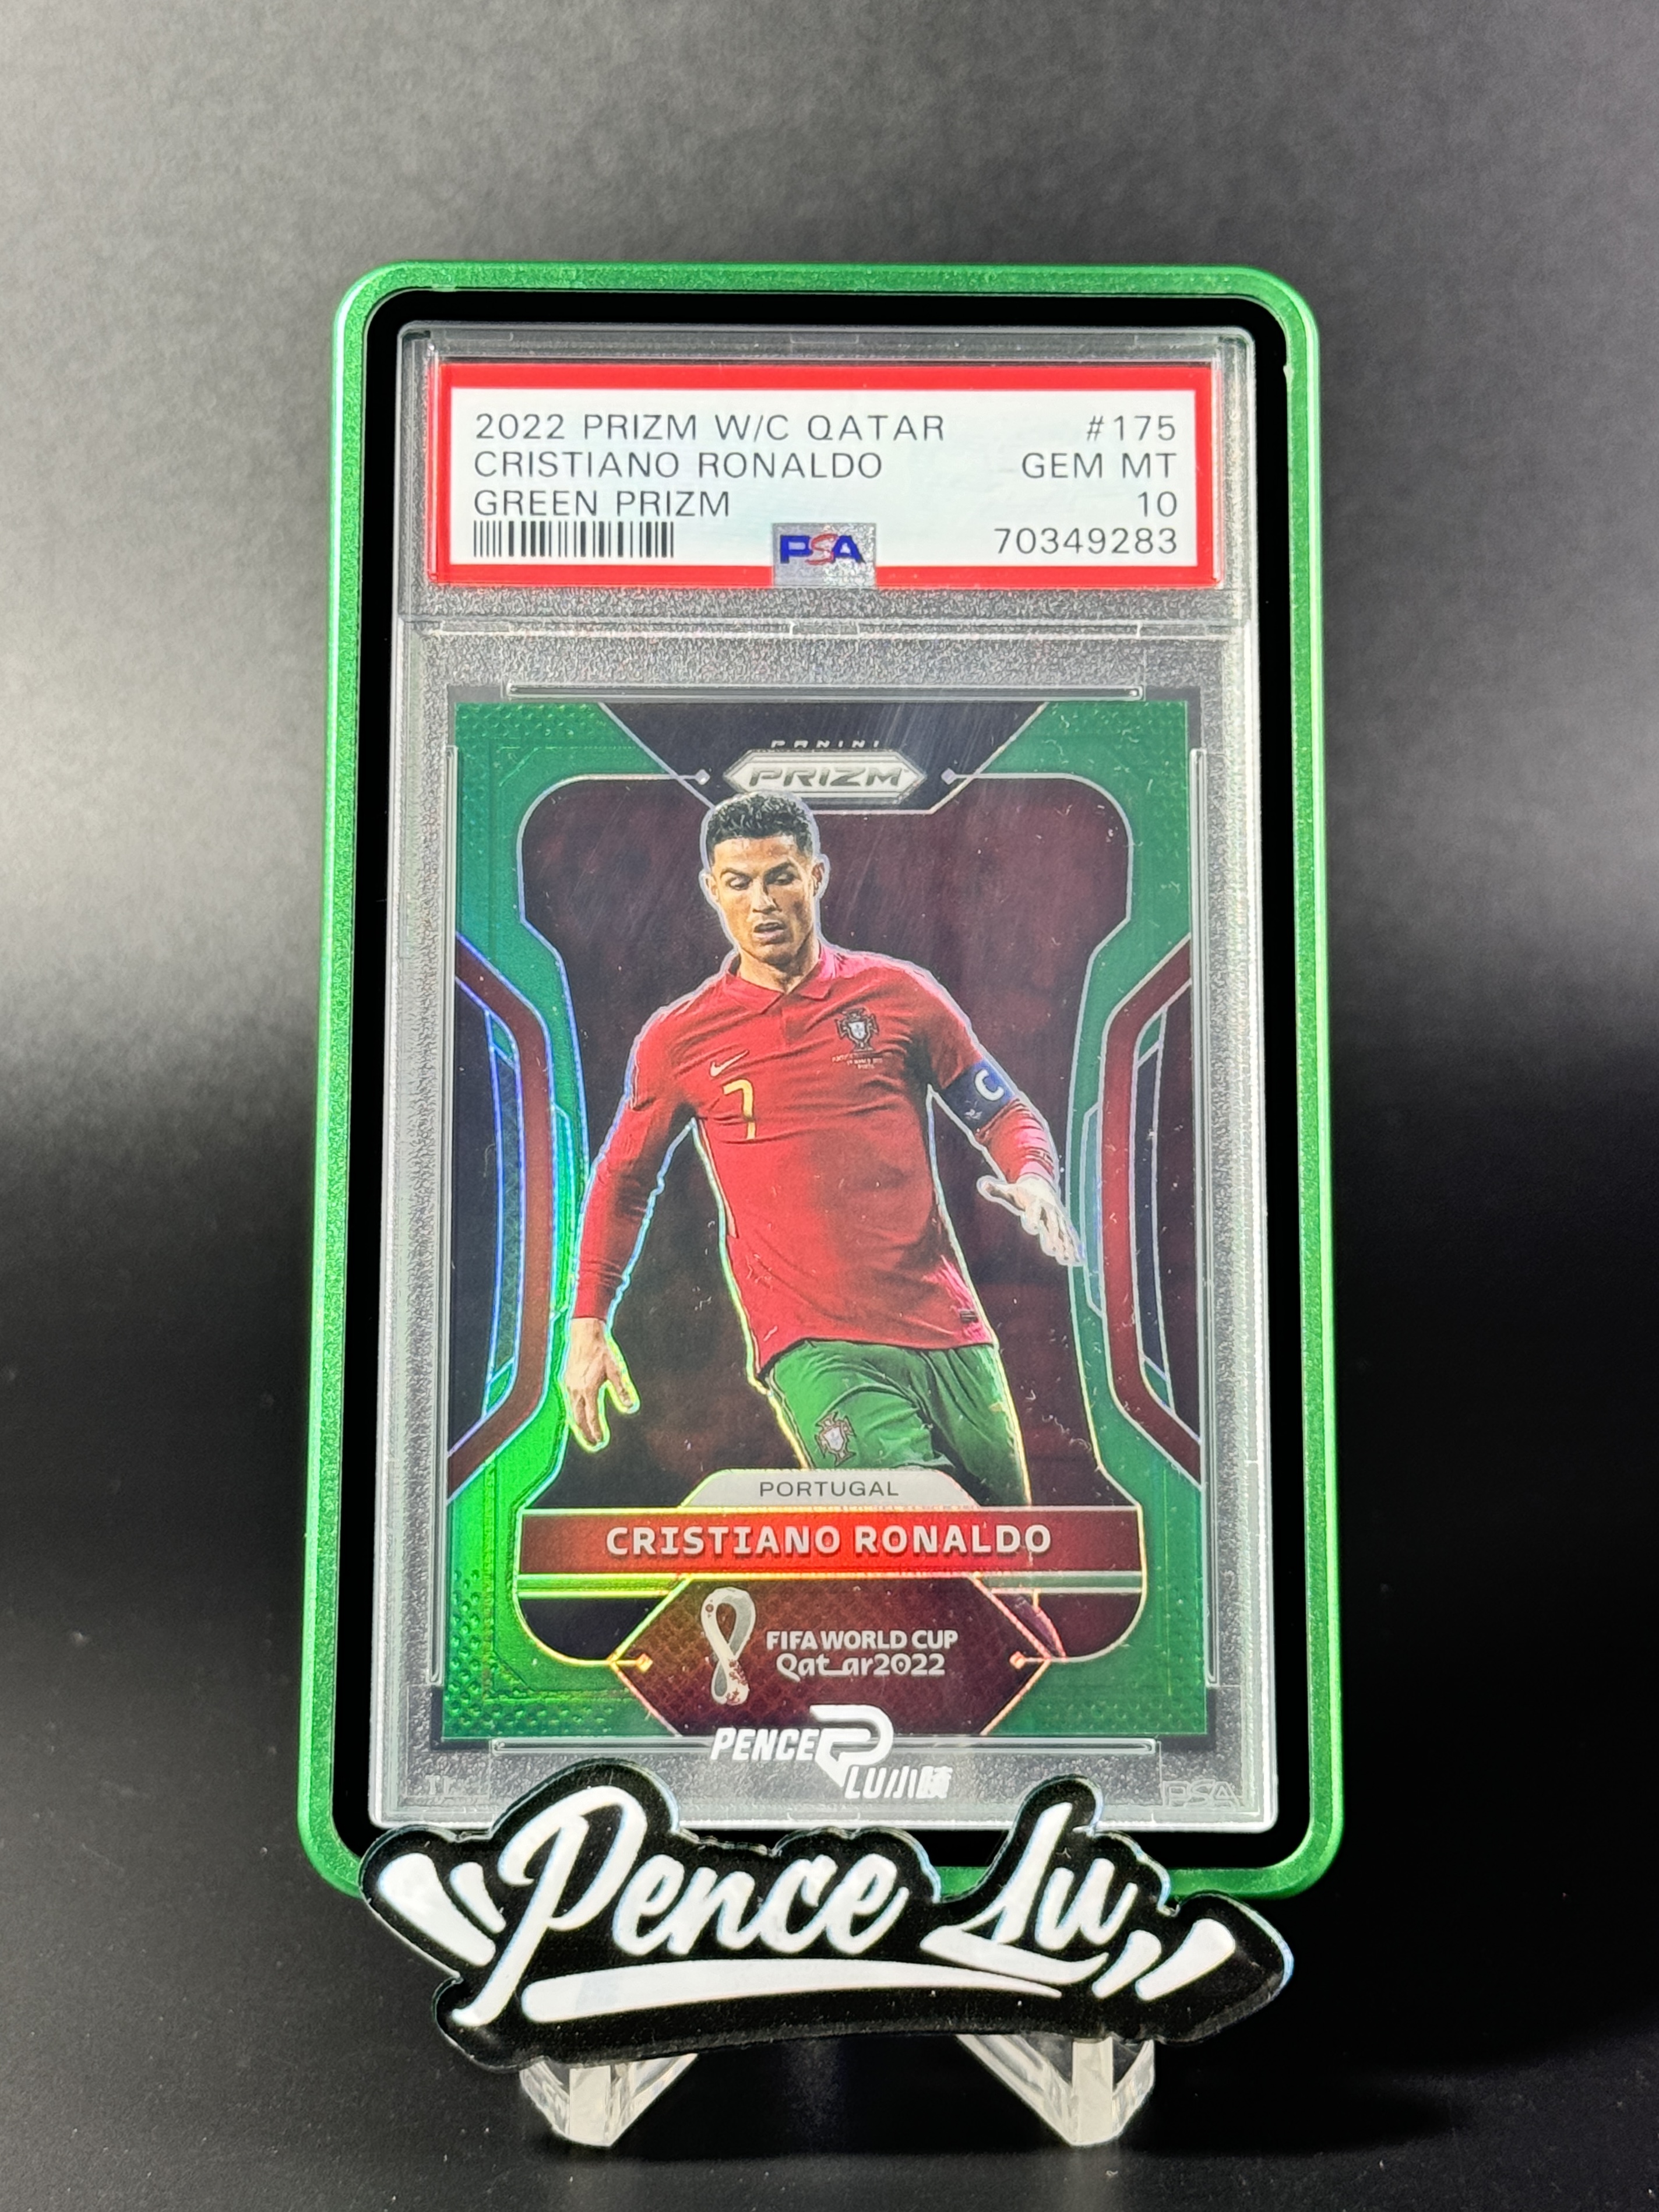 2022 PRIZM W/C QATAR #175
CRISTIANO RONALDO GEM MT
GREEN PRIZM 10
PSA 70349283
PANINI
PRIZM
7
C
PORTUGAL
CRISTIANO RONALDO
FIFA WORLD CUP
Qatar2022
PENCE
LU小陆
PSA
"Pence Lu"